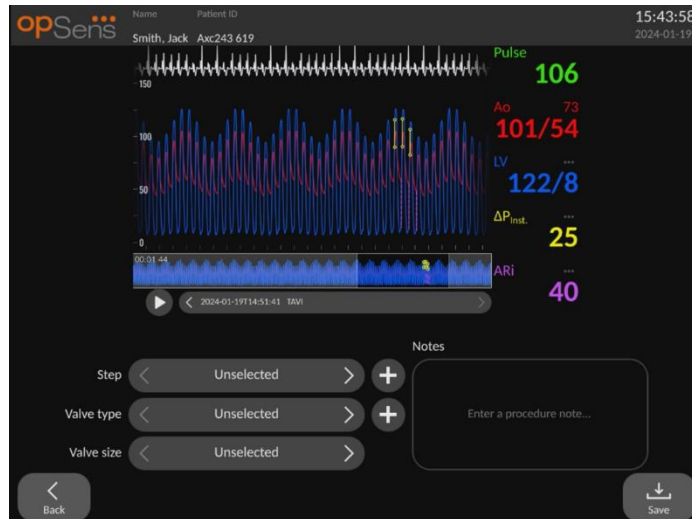 opSens
Name Patient ID
Smith, Jack Axc243 619
15:43:58
2024-01-19
150
100
50
0
Pulse
106
Ao 73
101/54
LV ---
122/8
ΔPInst. ---
25
ARi ---
40
00:01:44
2024-01-19T14:51:41 TAVI
Step Unselected
Valve type Unselected
Valve size Unselected
Notes
Enter a procedure note...
Back
Save